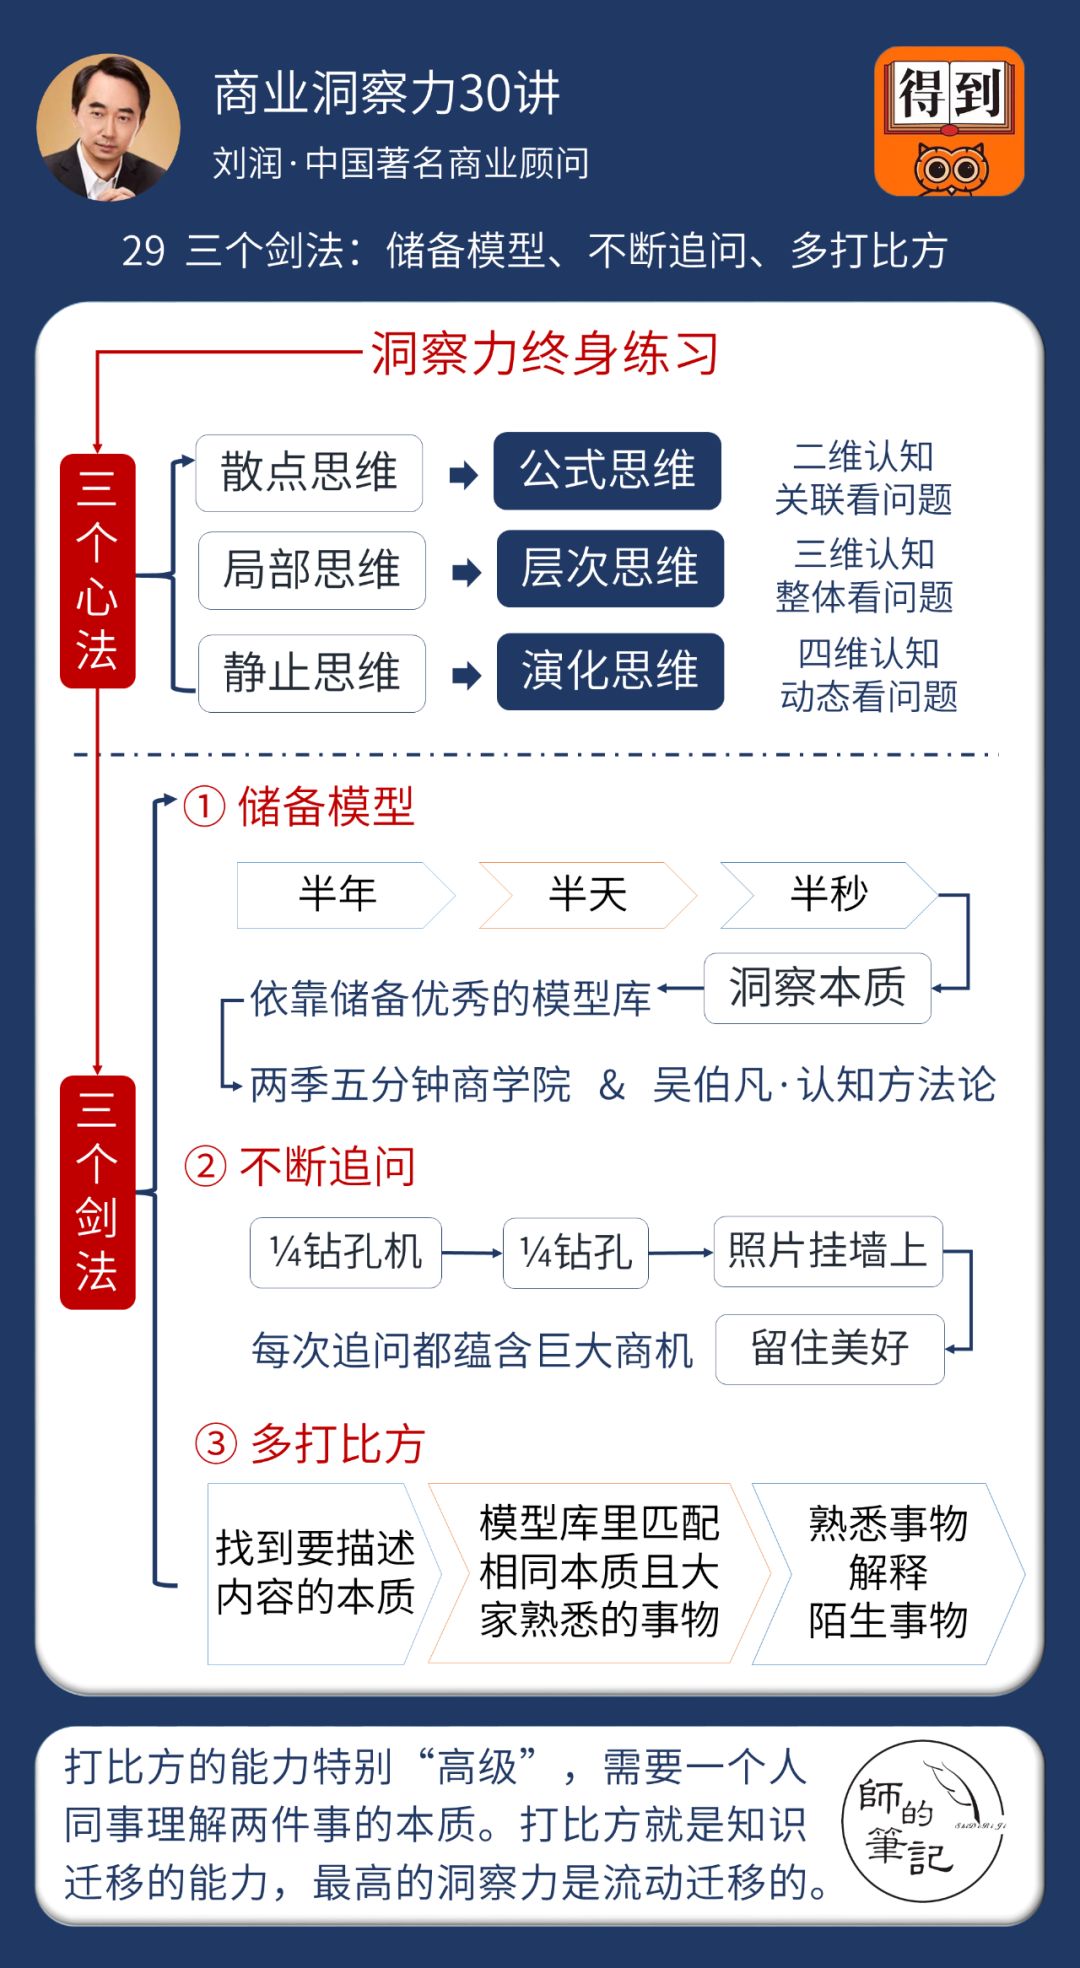 商业洞察力30讲
刘润·中国著名商业顾问
得到
29 三个剑法：储备模型、不断追问、多打比方
洞察力终身练习
三个心法
散点思维
公式思维
二维认知
关联看问题
局部思维
层次思维
三维认知
整体看问题
静止思维
演化思维
四维认知
动态看问题
三个剑法
① 储备模型
半年
半天
半秒
洞察本质
依靠储备优秀的模型库
两季五分钟商学院 & 吴伯凡·认知方法论
② 不断追问
¼钻孔机
¼钻孔
照片挂墙上
留住美好
每次追问都蕴含巨大商机
③ 多打比方
找到要描述
内容的本质
模型库里匹配
相同本质且大
家熟悉的事物
熟悉事物
解释
陌生事物
打比方的能力特别“高级”，需要一个人
同事理解两件事的本质。打比方就是知识
迁移的能力，最高的洞察力是流动迁移的。
師的
筆記
ShiDeBiJi